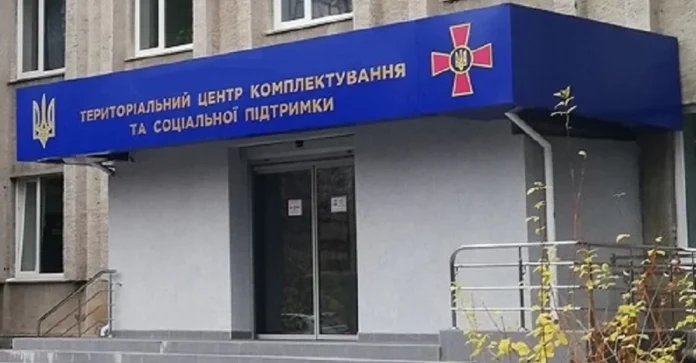 ТЕРИТОРІАЛЬНИЙ ЦЕНТР КОМПЛЕКТУВАННЯ
ТА СОЦІАЛЬНОЇ ПІДТРИМКИ